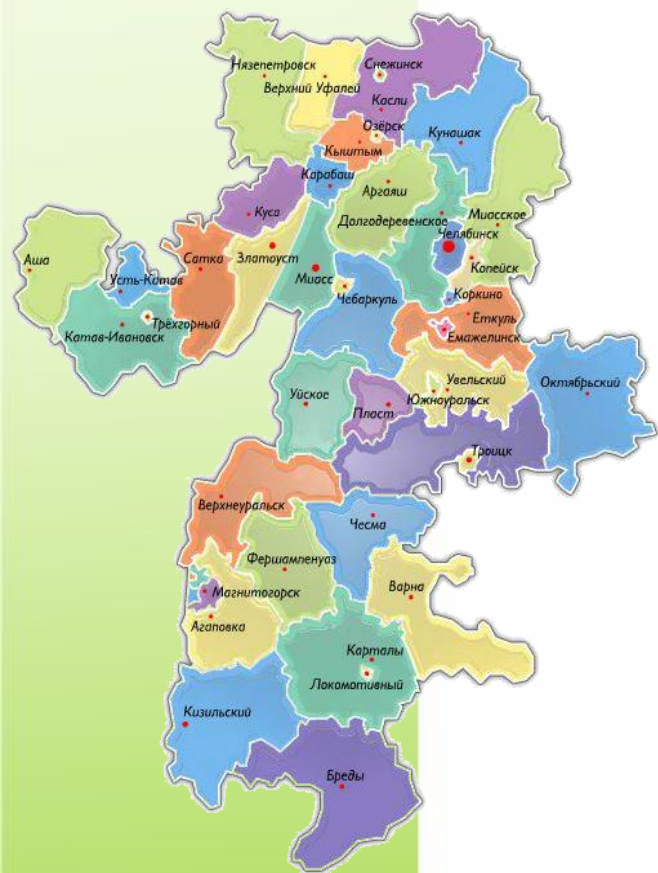 Нязепетровск
Снежинск
Верхний Уфалей
Касли
Озёрск
Кунашак
Кыштым
Карабаш
Аргаяш
Куса
Долгодеревенское
Миасское
Челябинск
Аша
Сатка
Златоуст
Копейск
Усть-Катав
Миасс
Чебаркуль
Коркино
Трёхгорный
Еткуль
Катав-Ивановск
Емажелинск
Увельский
Октябрьский
Уйское
Южноуральск
Пласт
Троицк
Верхнеуральск
Чесма
Фершампенуаз
Магнитогорск
Варна
Агаповка
Карталы
Локомотивный
Кизильский
Бреды